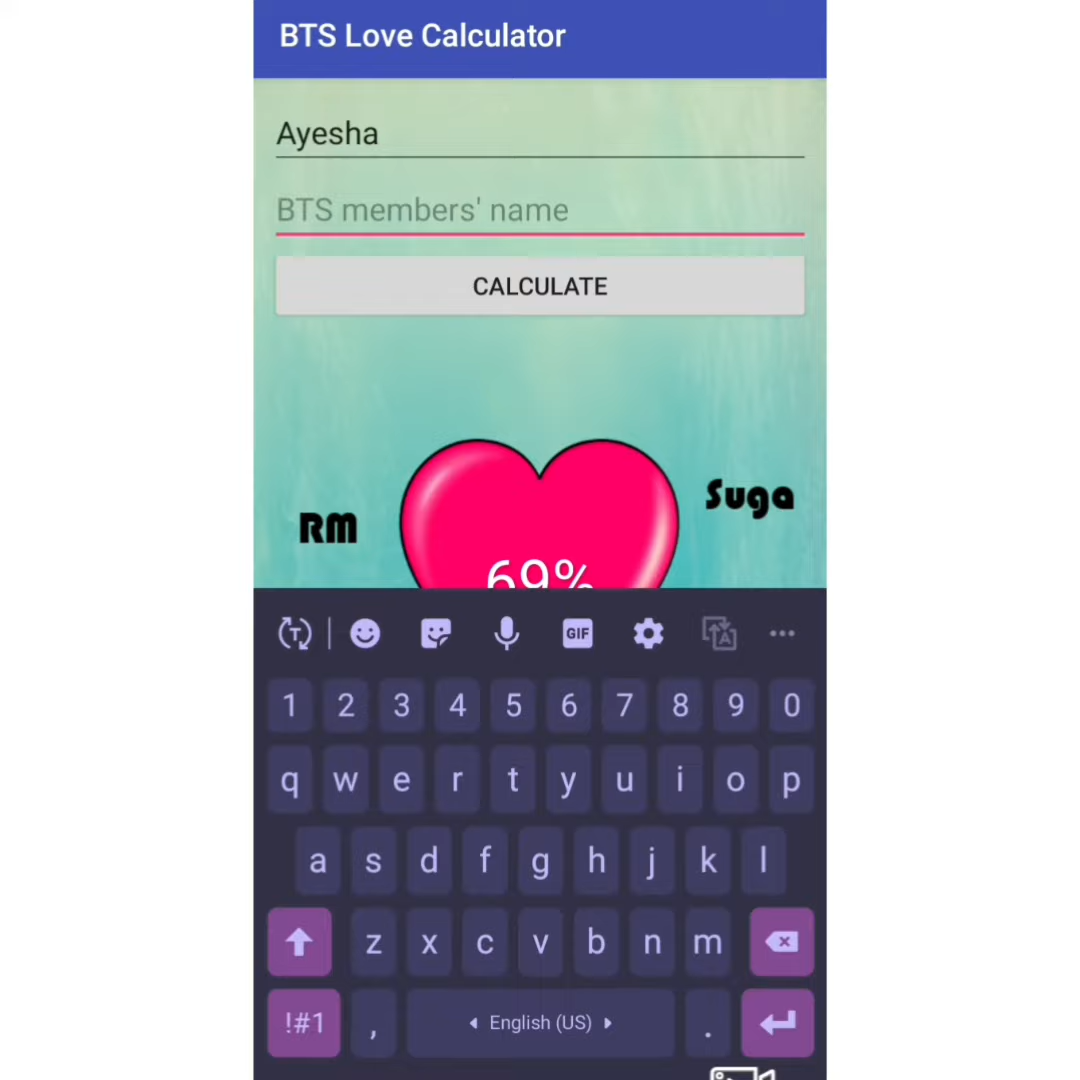 BTS Love Calculator
Ayesha
BTS members' name
CALCULATE
Suga
RM
69%
T GIF A
1 2 3 4 5 6 7 8 9 0
q w e r t y u i o p
a s d f g h j k l
z x c v b n m
!#1 , English (US) .